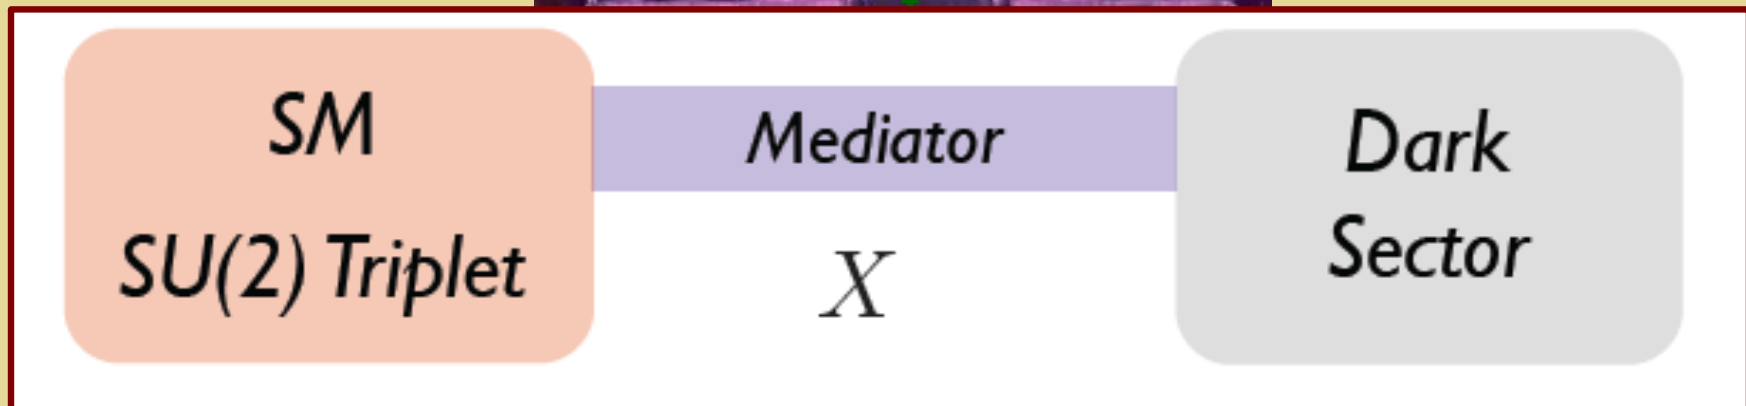 SM
SU(2) Triplet
Mediator
X
Dark
Sector